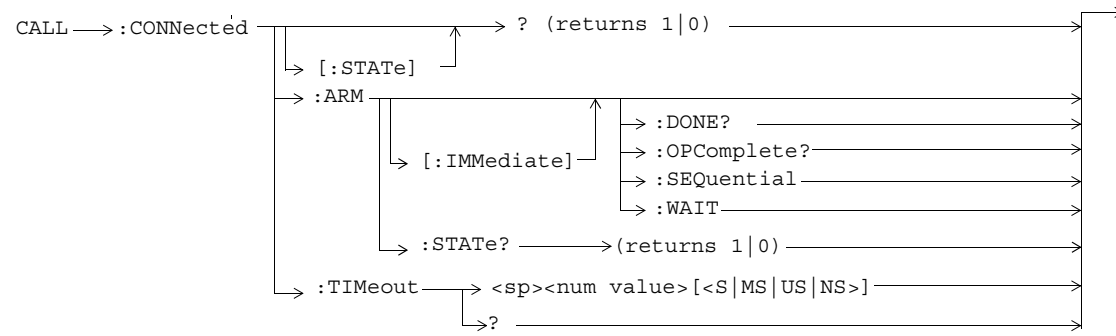 CALL :CONNected ? (returns 1|0)
[:STATe]
:ARM
:DONE?
[:IMMediate] :OPComplete?
:SEQuential
:WAIT
:STATe? (returns 1|0)
:TIMeout <sp><num value>[<S|MS|US|NS>]
?